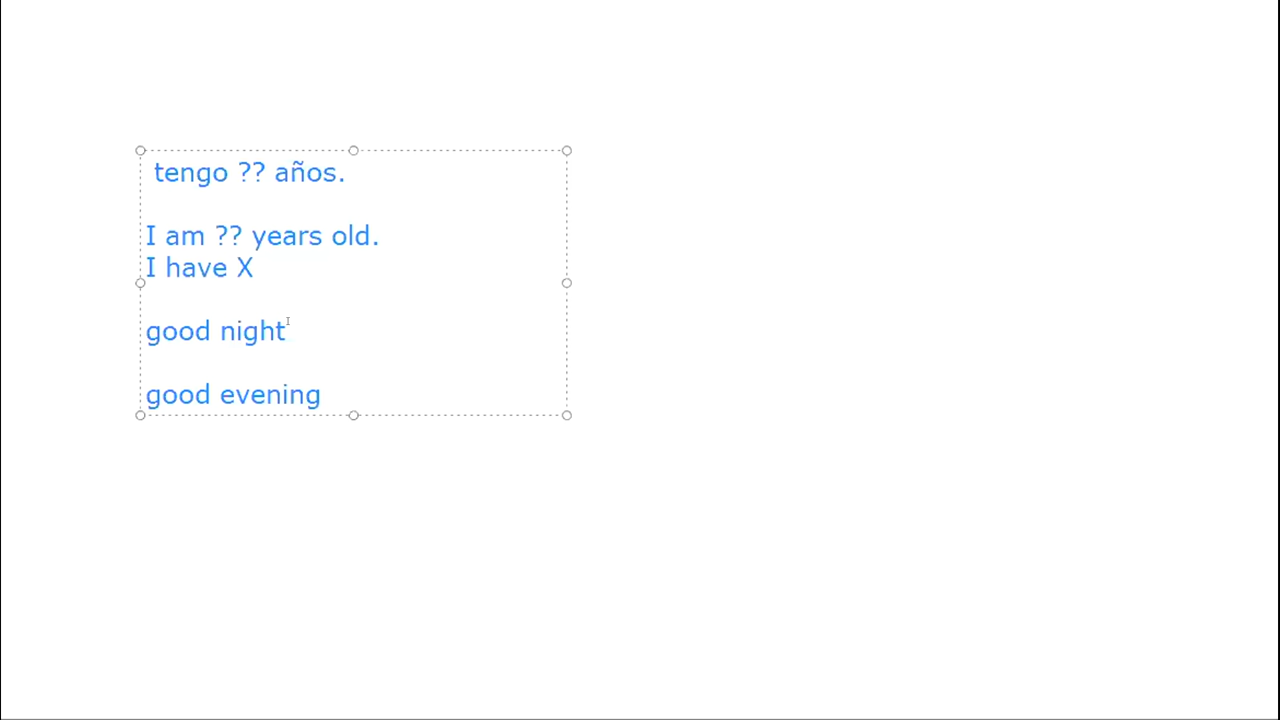 tengo ?? años.
I am ?? years old.
I have X
good night
good evening